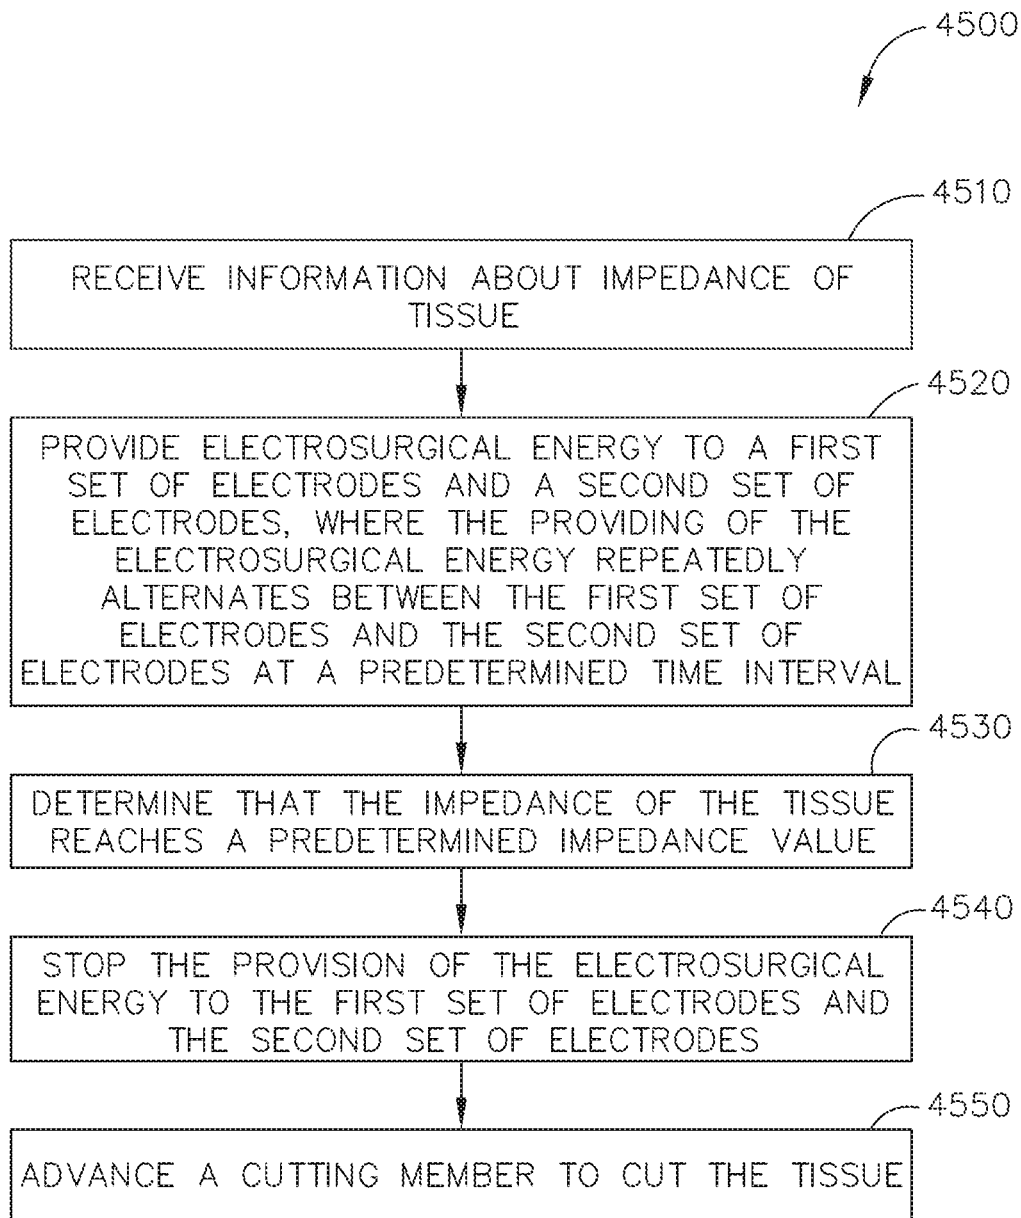 4500
4510
RECEIVE INFORMATION ABOUT IMPEDANCE OF
TISSUE
4520
PROVIDE ELECTROSURGICAL ENERGY TO A FIRST
SET OF ELECTRODES AND A SECOND SET OF
ELECTRODES, WHERE THE PROVIDING OF THE
ELECTROSURGICAL ENERGY REPEATEDLY
ALTERNATES BETWEEN THE FIRST SET OF
ELECTRODES AND THE SECOND SET OF
ELECTRODES AT A PREDETERMINED TIME INTERVAL
4530
DETERMINE THAT THE IMPEDANCE OF THE TISSUE
REACHES A PREDETERMINED IMPEDANCE VALUE
4540
STOP THE PROVISION OF THE ELECTROSURGICAL
ENERGY TO THE FIRST SET OF ELECTRODES AND
THE SECOND SET OF ELECTRODES
4550
ADVANCE A CUTTING MEMBER TO CUT THE TISSUE